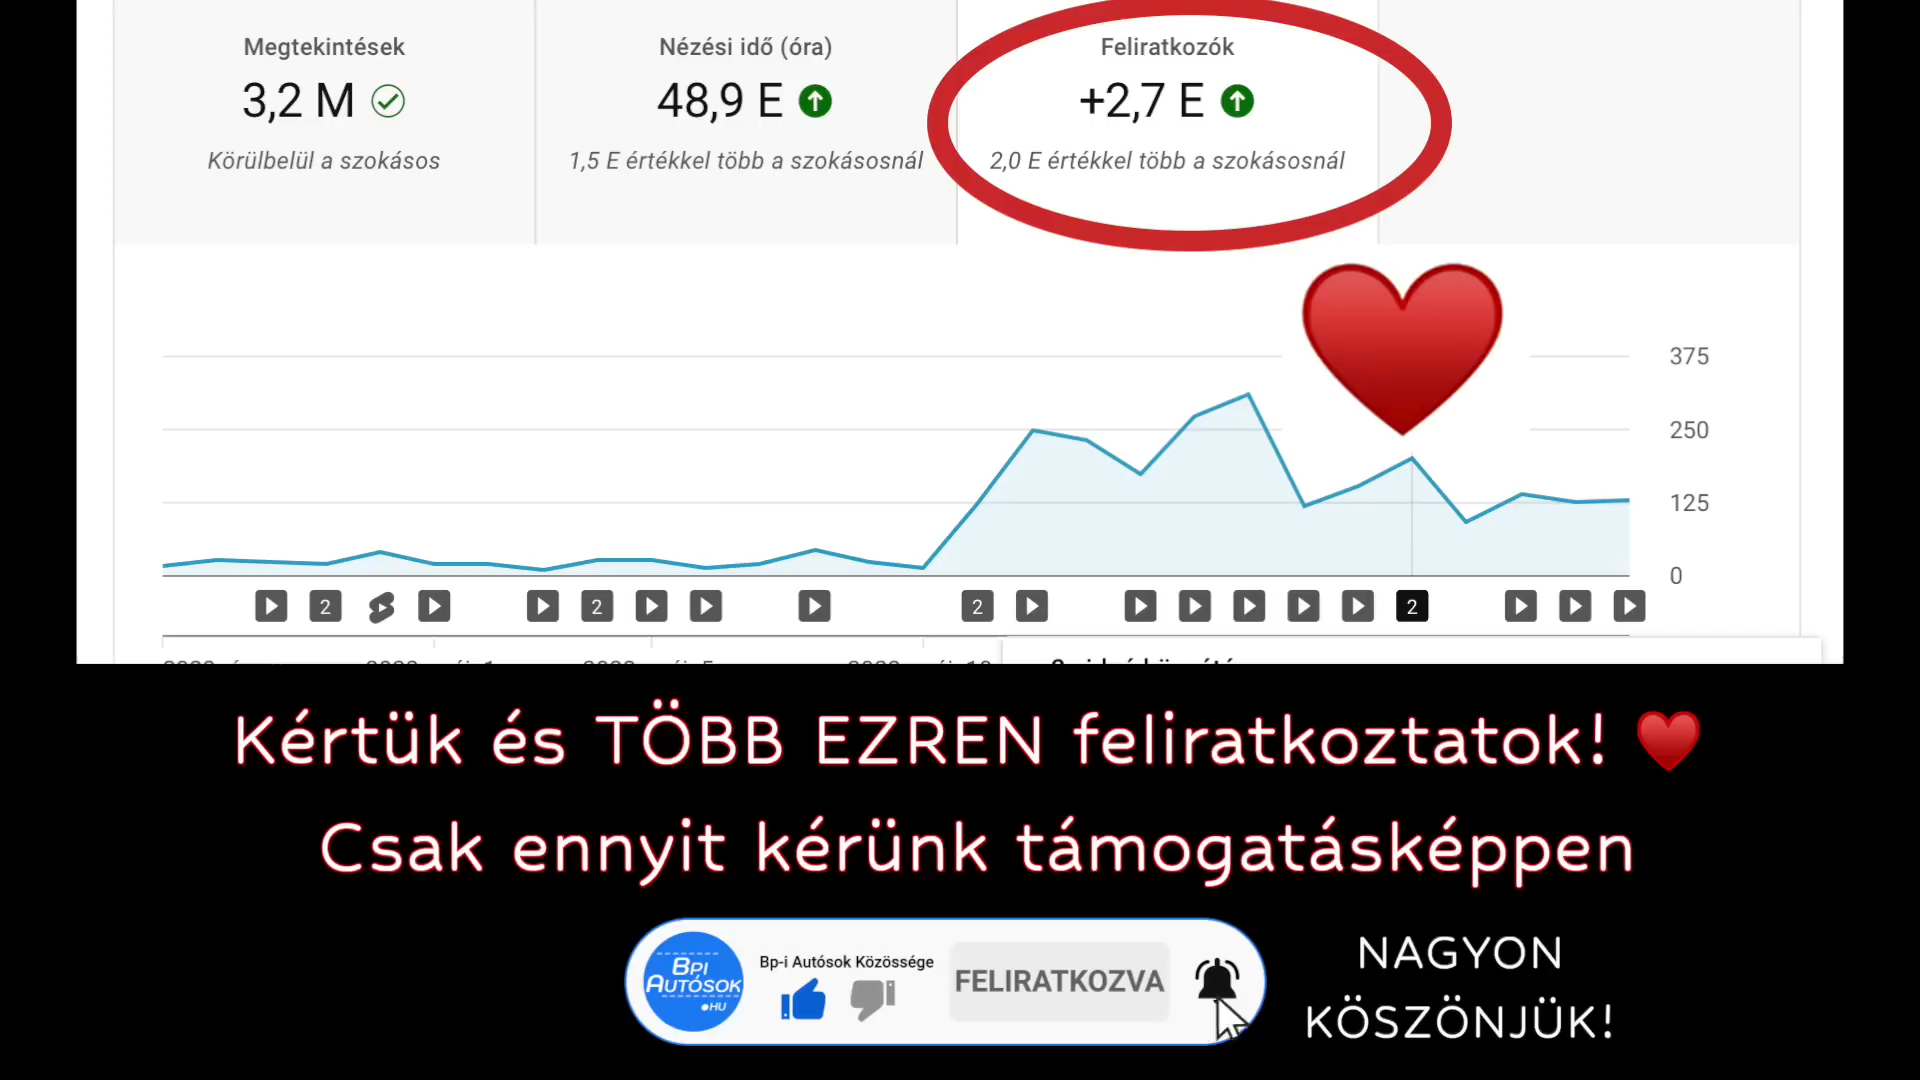 Megtekintések
3,2 M
Körülbelül a szokásos
Nézési idő (óra)
48,9 E
1,5 E értékkel több a szokásosnál
Feliratkozók
+2,7 E
2,0 E értékkel több a szokásosnál
375
250
125
0
2
2
2
2
Kértük és TÖBB EZREN feliratkoztatok!
Csak ennyit kérünk támogatásképpen
BPI
AUTÓSOK
.HU
Bp-i Autósok Közössége
FELIRATKOZVA
NAGYON
KÖSZÖNJÜK!